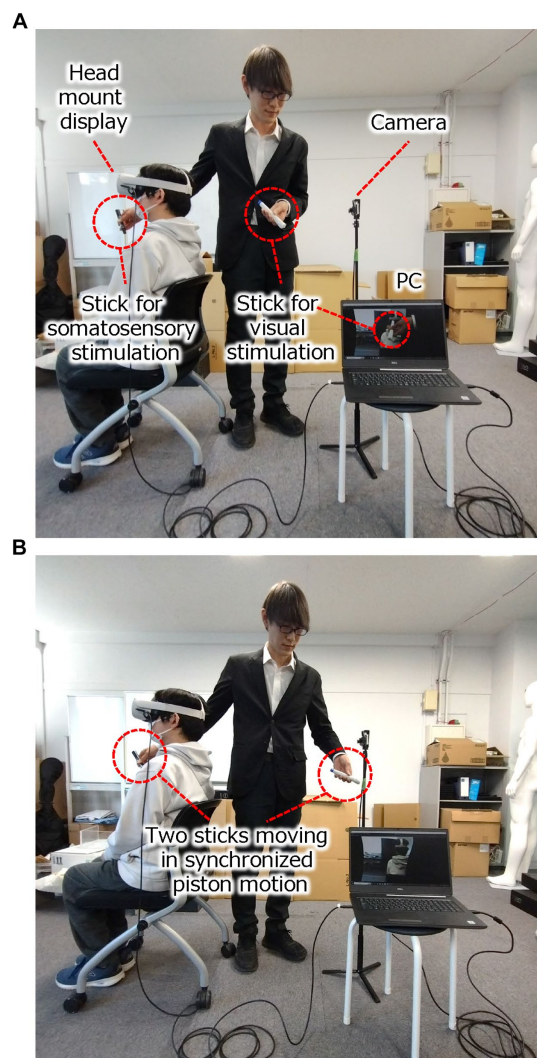 A
Head
mount
display
Camera
PC
Stick for
somatosensory
stimulation
Stick for
visual
stimulation
B
Two sticks moving
in synchronized
piston motion